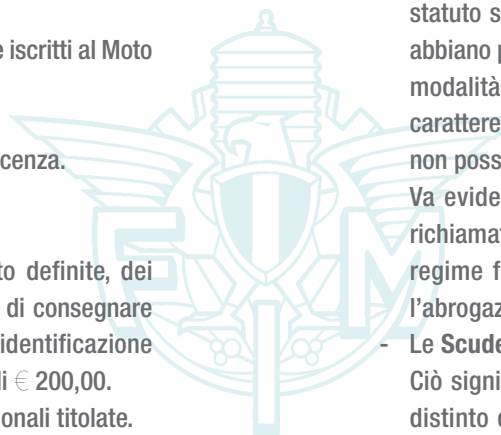 e iscritti al Moto
cenza.
to definite, dei
di consegnare
identificazione
li € 200,00.
onali titolate.
statuto s
abbiano p
modalità
carattere
non poss
Va evide
richiamat
regime f
l'abrogaz
- Le Scude
Ciò signi
distinto d
F M